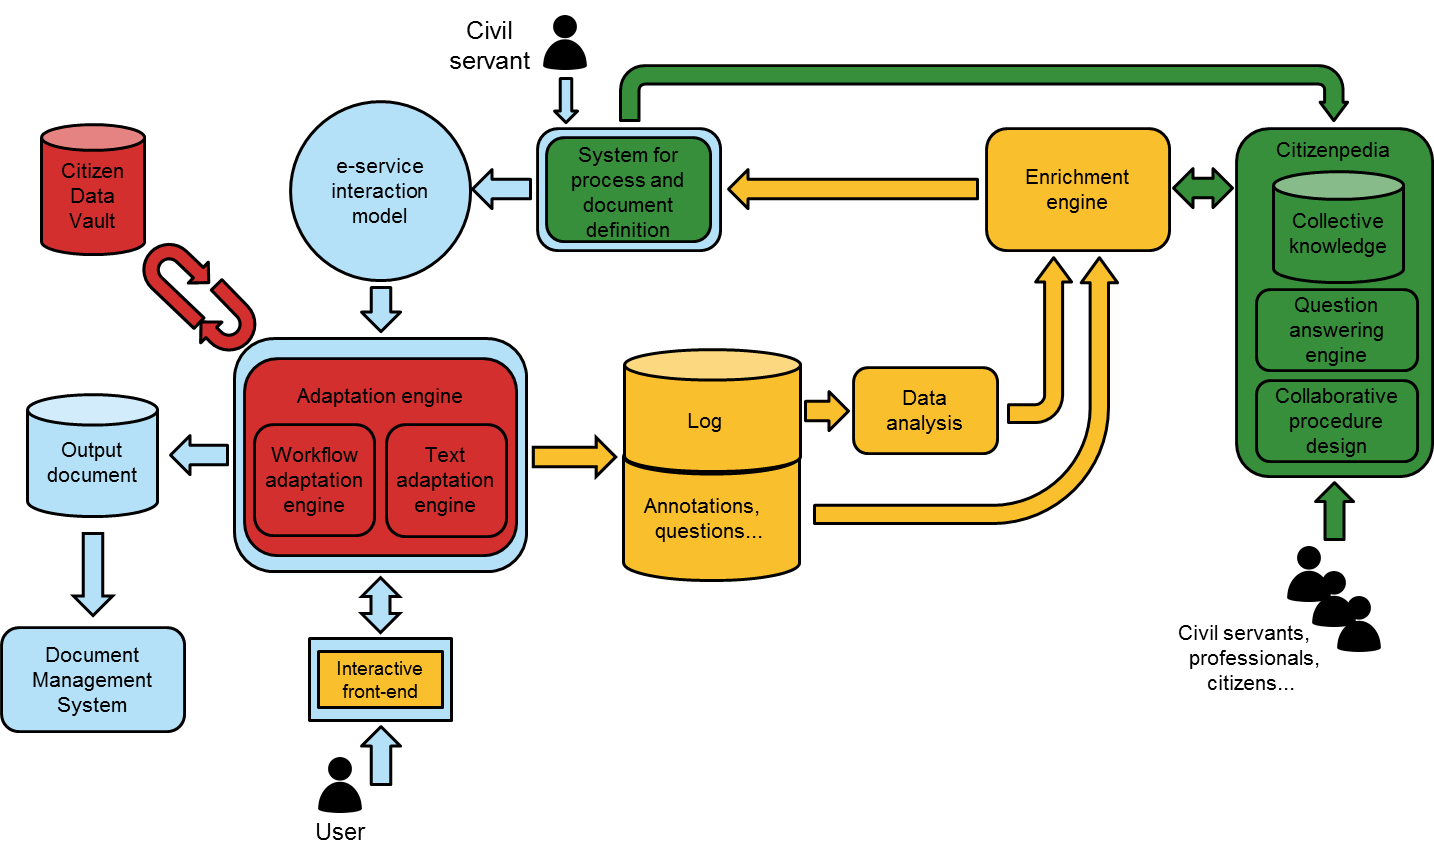 Civil
servant
Citizen
Data
Vault
e-service
interaction
model
System for
process and
document
definition
Enrichment
engine
Citizenpedia
Collective
knowledge
Question
answering
engine
Collaborative
procedure
design
Adaptation engine
Workflow
adaptation
engine
Text
adaptation
engine
Log
Annotations,
questions...
Data
analysis
Output
document
Document
Management
System
Interactive
front-end
User
Civil servants,
professionals,
citizens...